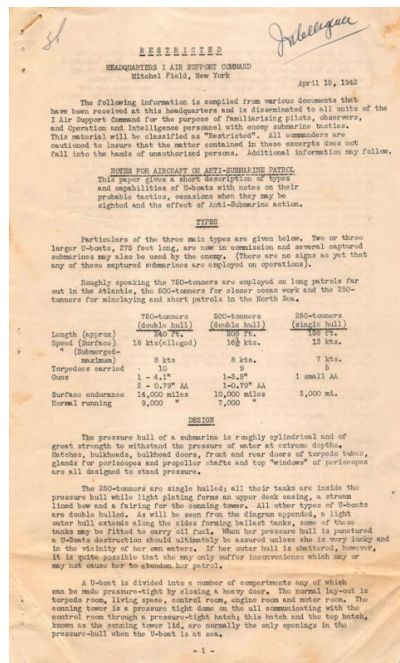 Intelligence
RESTRICTED
HEADQUARTERS I AIR SUPPORT COMMAND
Mitchel Field, New York
April 15, 1942
The following information is compiled from various documents that
have been received at this headquarters and is disseminated to all units of the
I Air Support Command for the purpose of familiarizing pilots, observers,
and Operation and Intelligence personnel with enemy submarine tactics.
This material will be classified as "Restricted". All commanders are
cautioned to insure that the matter contained in these excerpts does not
fall into the hands of unauthorized persons. Additional information may follow.
NOTES FOR AIRCRAFT ON ANTI-SUBMARINE PATROL
This paper gives a short description of types
and capabilities of U-boats with notes on their
probable tactics, occasions when they may be
sighted and the effect of Anti-Submarine action.
TYPES
Particulars of the three main types are given below. Two or three
larger U-boats, 275 feet long, are now in commission and several captured
submarines may also be used by the enemy. (There are no signs as yet that
any of these captured submarines are employed on operations).
Roughly speaking the 750-tonners are employed on long patrols far
out in the Atlantic, the 500-tonners for closer ocean work and the 250-
tonners for minelaying and short patrols in the North Sea.
750-tonners 500-tonners 250-tonners
(double hull) (double hull) (single hull)
Length (approx) 240 ft. 208 ft. 138 ft.
Speed (Surface) 18 kts(alleged) 16½ kts. 13 kts.
" (Submerged-
maximum) 8 kts 8 kts. 7 kts.
Torpedoes carried - 10 9 5
Guns 1 - 4.1" 1-3.5" 1 small AA
2 - 0.79" AA 1-0.79" AA
Surface endurance 14,000 miles 10,000 miles 3,000 mi.
Normal running 9,000 " 7,000 "
DESIGN
The pressure hull of a submarine is roughly cylindrical and of
great strength to withstand the pressure of water at extreme depths.
Hatches, bulkheads, bulkhead doors, front and rear doors of torpedo tubes,
glands for periscopes and propeller shafts and top "windows" of periscopes
are all designed to stand pressure.
The 250-tonners are single hulled; all their tanks are inside the
pressure hull while light plating forms an upper deck casing, a stream
lined bow and a fairing for the conning tower. All other types of U-boats
are double hulled. As will be seen from the diagram appended, a light
outer hull extends along the sides forming ballast tanks, some of these
tanks may be fitted to carry oil fuel. When her pressure hull is punctured
a U-Boats destruction should ultimately be assured unless she is very lucky and
in the vicinity of her own waters. If her outer hull is shattered, however,
it is quite possible that she may only suffer inconvenience which may or
may not cause her to abandon her patrol.
A U-boat is divided into a number of compartments any of which
can be made pressure-tight by closing a heavy door. The normal lay-out is
torpedo room, living space, control room, engine room and motor room. The
conning tower is a pressure tight dome on the ull communicating with the
control room through a pressure-tight hatch; this hatch and the top hatch,
known as the conning tower lid, are normally the only openings in the
pressure-hull when the U-boat is at sea.
- 1 -